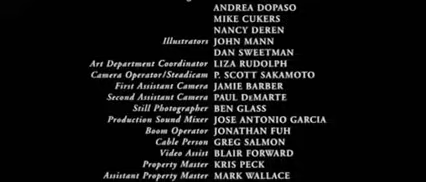 ANDREA DOPASO
MIKE CUKERS
NANCY DEREN
Illustrators JOHN MANN
DAN SWEETMAN
Art Department Coordinator LIZA RUDOLPH
Camera Operator/Steadicam P. SCOTT SAKAMOTO
First Assistant Camera JAMIE BARBER
Second Assistant Camera PAUL DeMARTE
Still Photographer BEN GLASS
Production Sound Mixer JOSE ANTONIO GARCIA
Boom Operator JONATHAN FUH
Cable Person GREG SALMON
Video Assist BLAIR FORWARD
Property Master KRIS PECK
Assistant Property Master MARK WALLACE